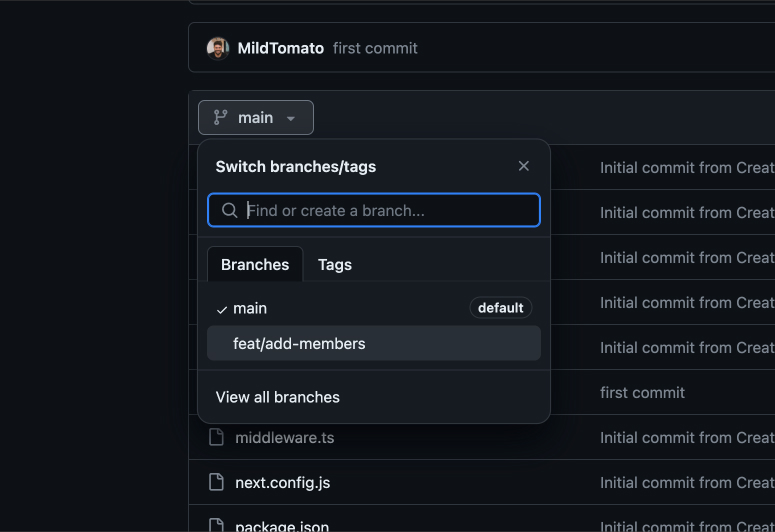 MildTomato first commit
main
Switch branches/tags
Initial commit from Creat
Find or create a branch...
Initial commit from Creat
Initial commit from Creat
Branches Tags
main default
Initial commit from Creat
feat/add-members
Initial commit from Creat
View all branches
first commit
middleware.ts Initial commit from Creat
next.config.js Initial commit from Creat
package.json Initial commit from Creat